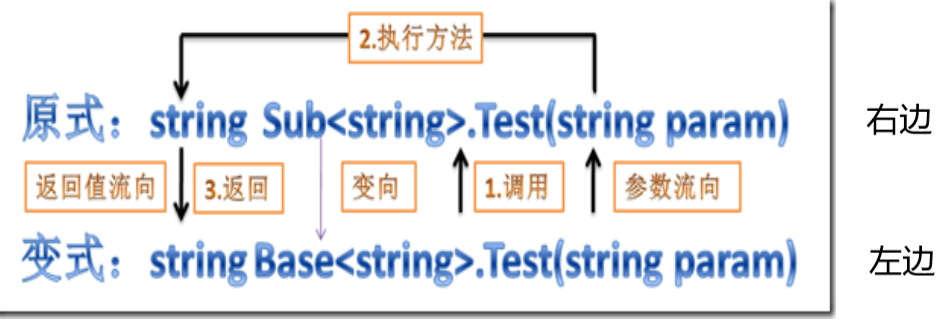 2.执行方法
原式：string Sub<string>.Test(string param) 右边
返回值流向 3.返回 变向 1.调用 参数流向
变式：string Base<string>.Test(string param) 左边